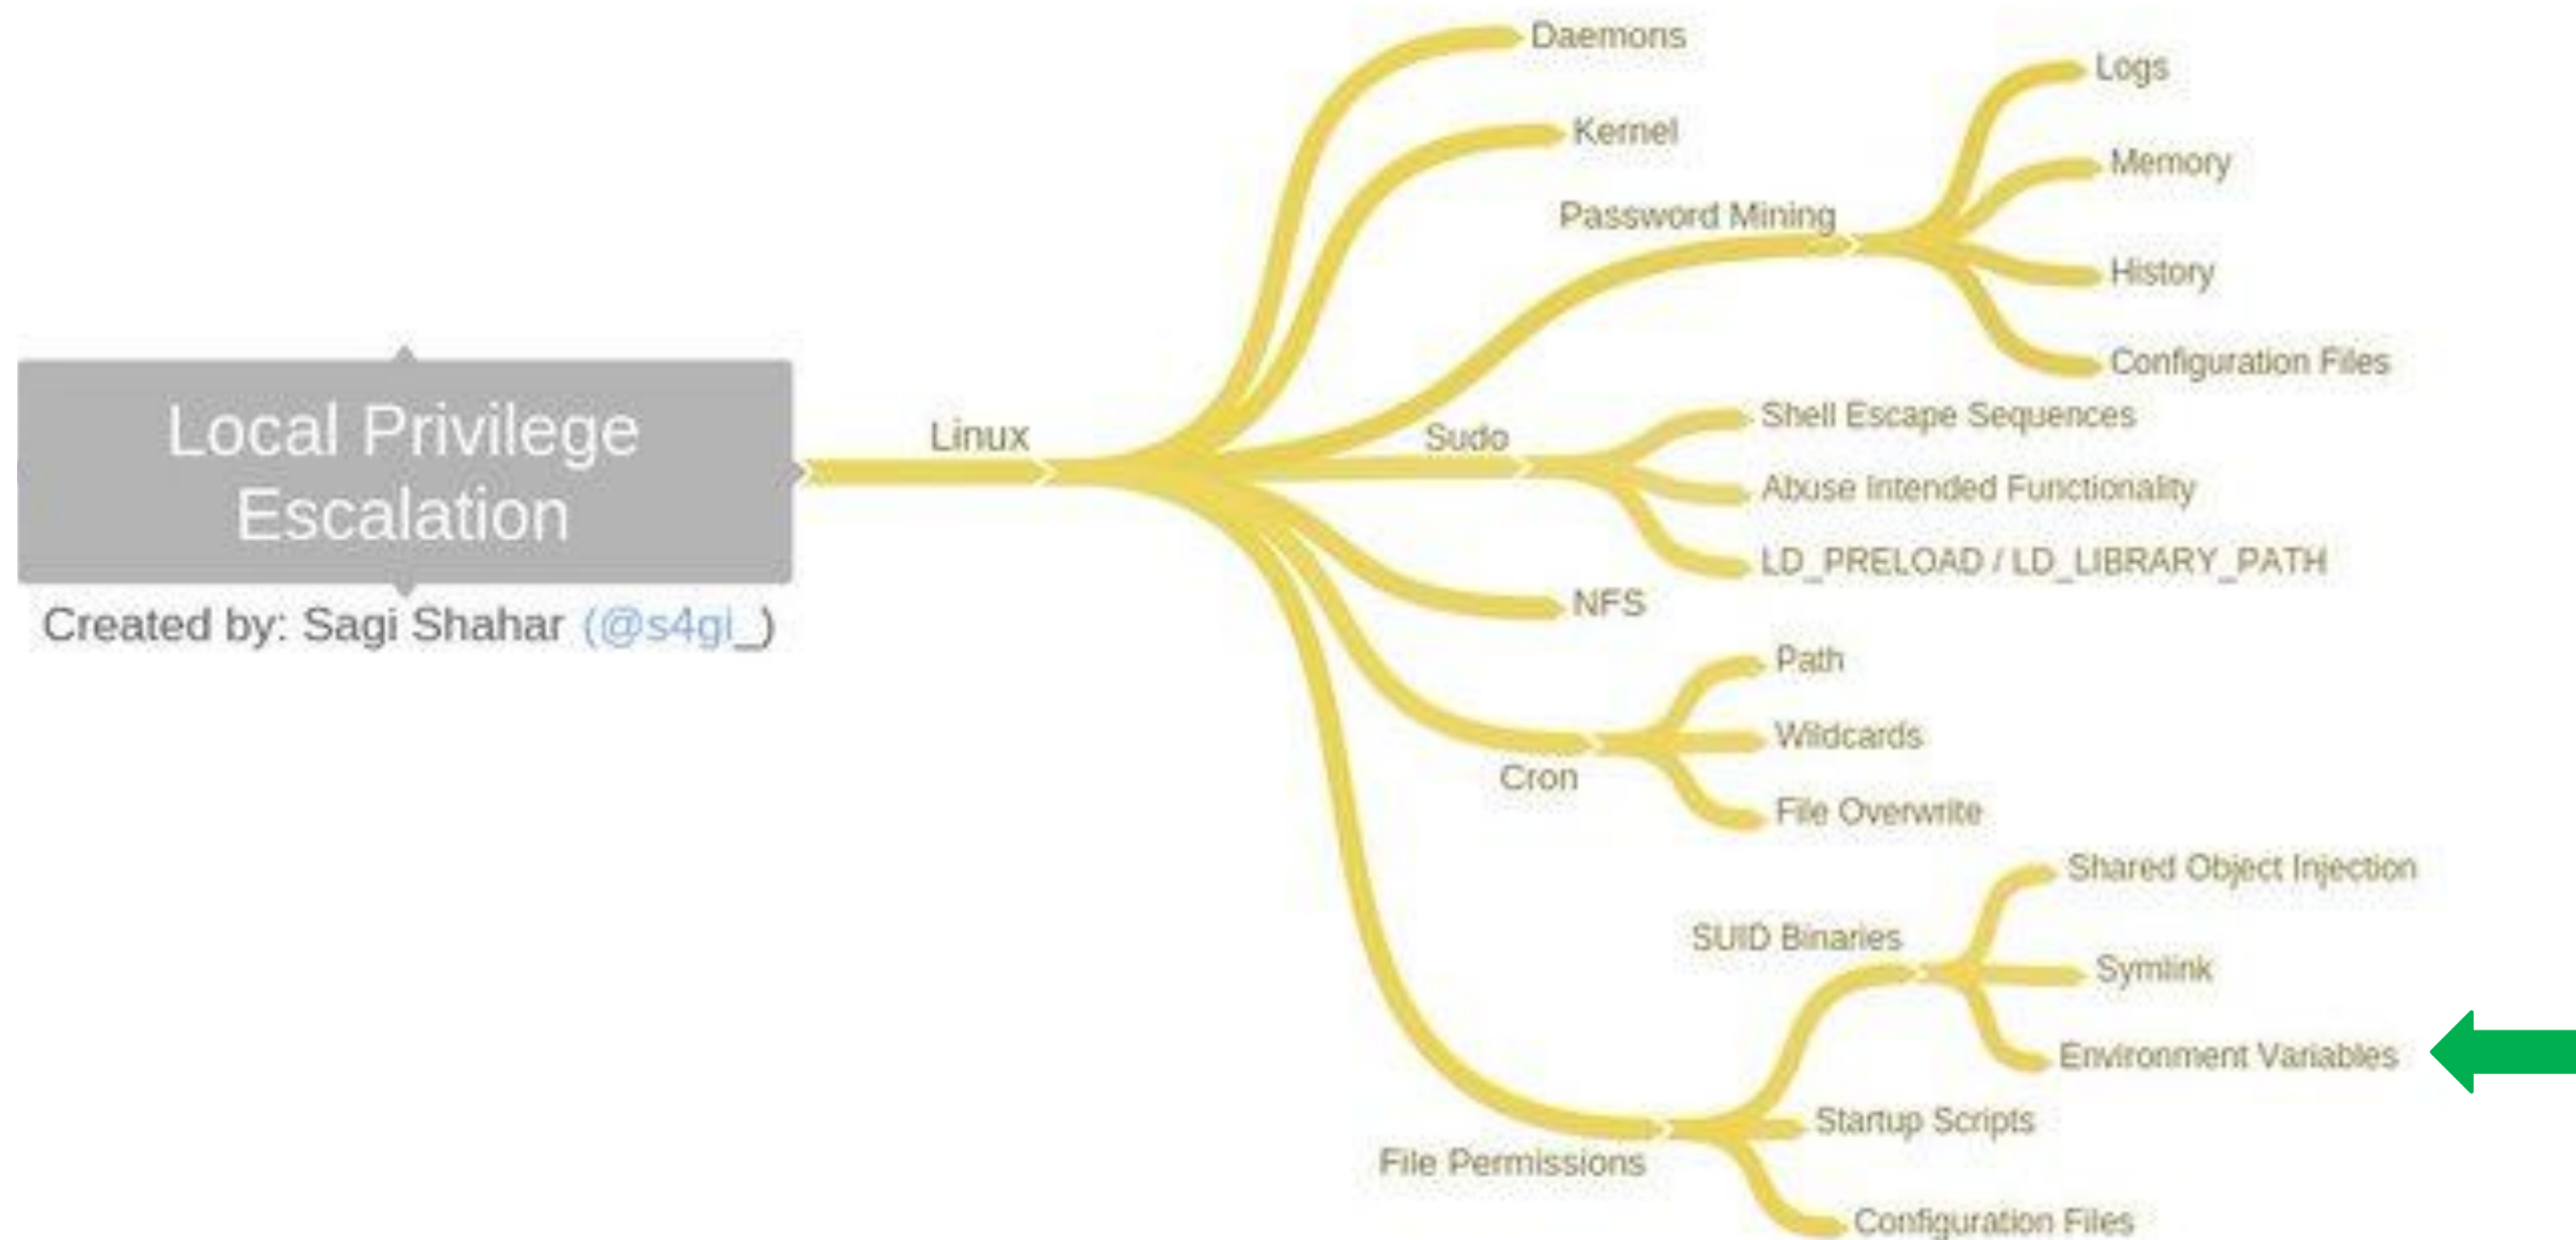 Local Privilege
Escalation
Created by: Sagi Shahar (@s4gi_)
Linux
Daemons
Kernel
Password Mining
Logs
Memory
History
Configuration Files
Sudo
Shell Escape Sequences
Abuse Intended Functionality
LD_PRELOAD / LD_LIBRARY_PATH
NFS
Cron
Path
Wildcards
File Overwrite
File Permissions
SUID Binaries
Shared Object Injection
Symlink
Environment Variables
Startup Scripts
Configuration Files